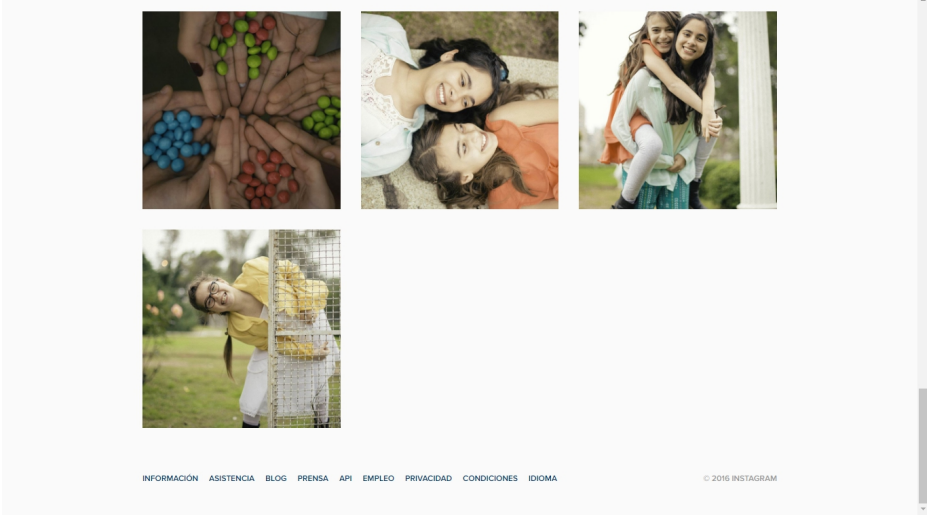 INFORMACIÓN ASISTENCIA BLOG PRENSA API EMPLEO PRIVACIDAD CONDICIONES IDIOMA © 2016 INSTAGRAM